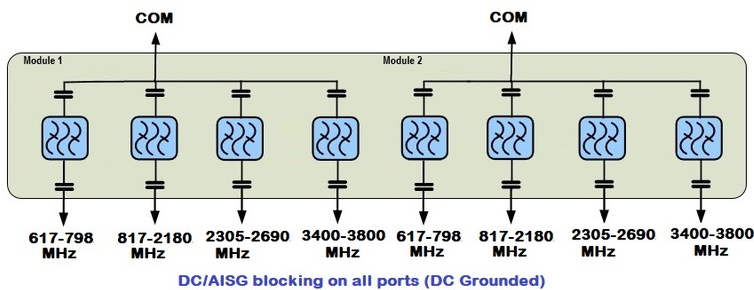 COM
COM
Module 1
Module 2
617-798
MHz
817-2180
MHz
2305-2690
MHz
3400-3800
MHz
617-798
MHz
817-2180
MHz
2305-2690
MHz
3400-3800
MHz
DC/AISG blocking on all ports (DC Grounded)